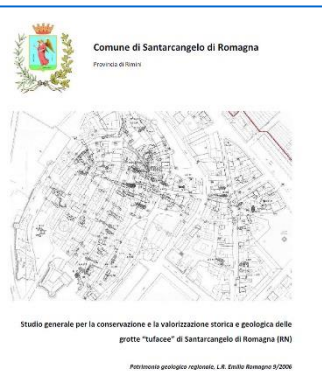 Comune di Santarcangelo di Romagna
Provincia di Rimini
Studio generale per la conservazione e la valorizzazione storica e geologica delle
grotte “tufacee” di Santarcangelo di Romagna (RN)
Patrimonio geologico regionale, L.R. Emilia Romagna 9/2006